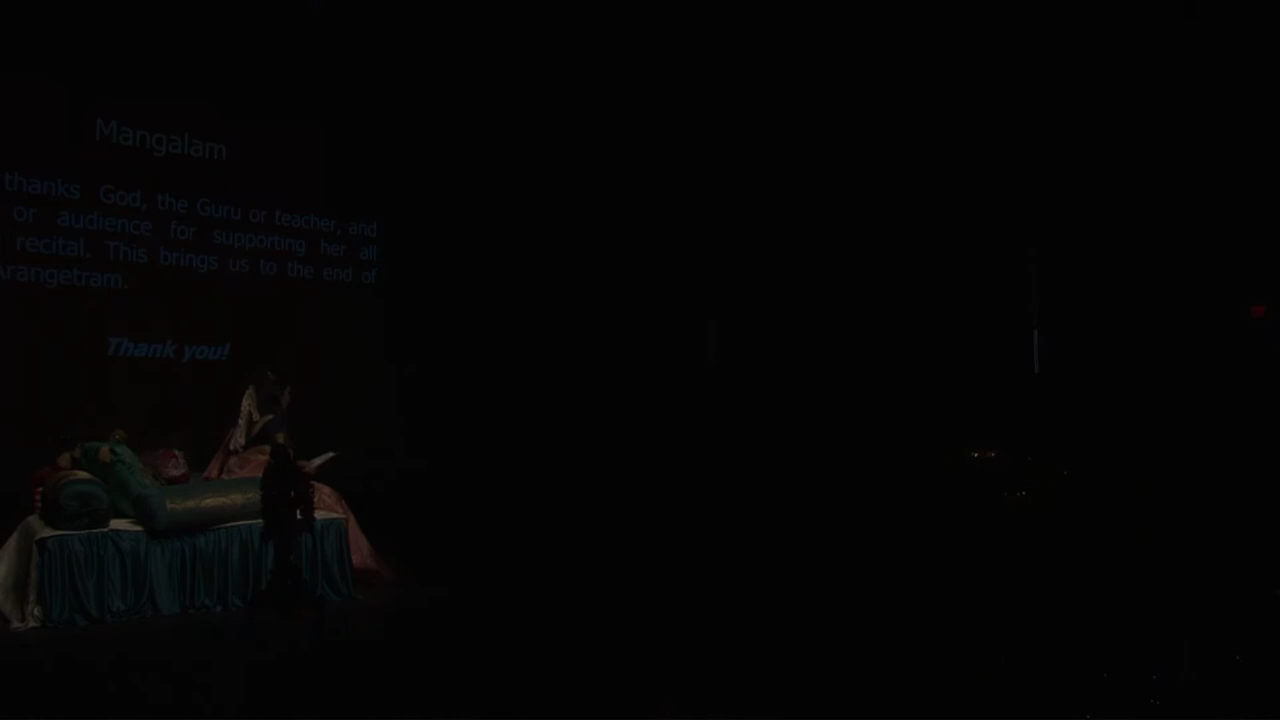 Mangalam
thanks God, the Guru or teacher, and
or audience for supporting her all
recital. This brings us to the end of
Arangetram.
Thank you!